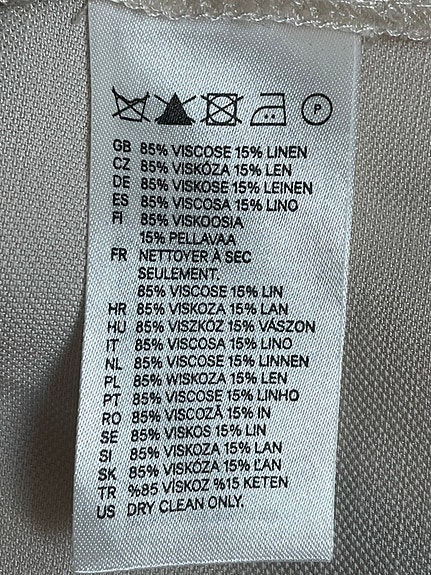 P
GB 85% VISCOSE 15% LINEN
CZ 85% VISKÓZA 15% LEN
DE 85% VISKOSE 15% LEINEN
ES 85% VISCOSA 15% LINO
FI 85% VISKOOSIA
15% PELLAVAA
FR NETTOYER À SEC
SEULEMENT.
85% VISCOSE 15% LIN
HR 85% VISKOZA 15% LAN
HU 85% VISZKÓZ 15% VÁSZON
IT 85% VISCOSA 15% LINO
NL 85% VISCOSE 15% LINNEN
PL 85% WISKOZA 15% LEN
PT 85% VISCOSE 15% LINHO
RO 85% VISCOZĂ 15% IN
SE 85% VISKOS 15% LIN
SI 85% VISKOZA 15% LAN
SK 85% VISKÓZA 15% ĽAN
TR %85 VİSKOZ %15 KETEN
US DRY CLEAN ONLY.